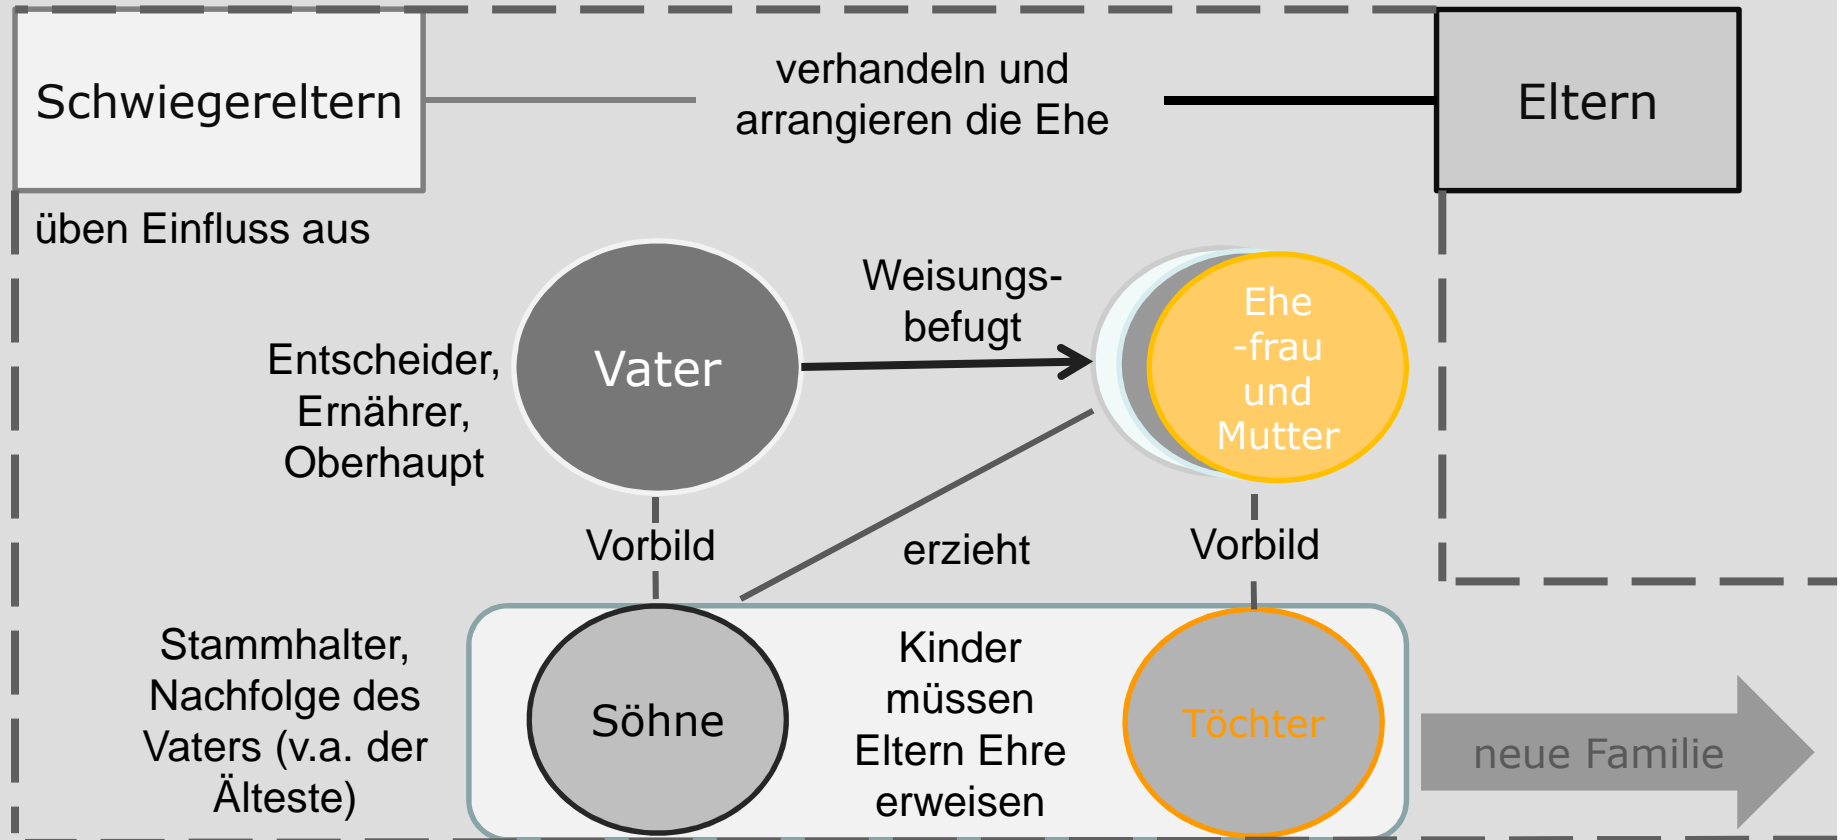 Schwiegereltern
verhandeln und
arrangieren die Ehe
Eltern
üben Einfluss aus
Entscheider,
Ernährer,
Oberhaupt
Vater
Weisungs-
befugt
Ehe
-frau
und
Mutter
Vorbild
erzieht
Vorbild
Stammhalter,
Nachfolge des
Vaters (v.a. der
Älteste)
Söhne
Kinder
müssen
Eltern Ehre
erweisen
Töchter
neue Familie